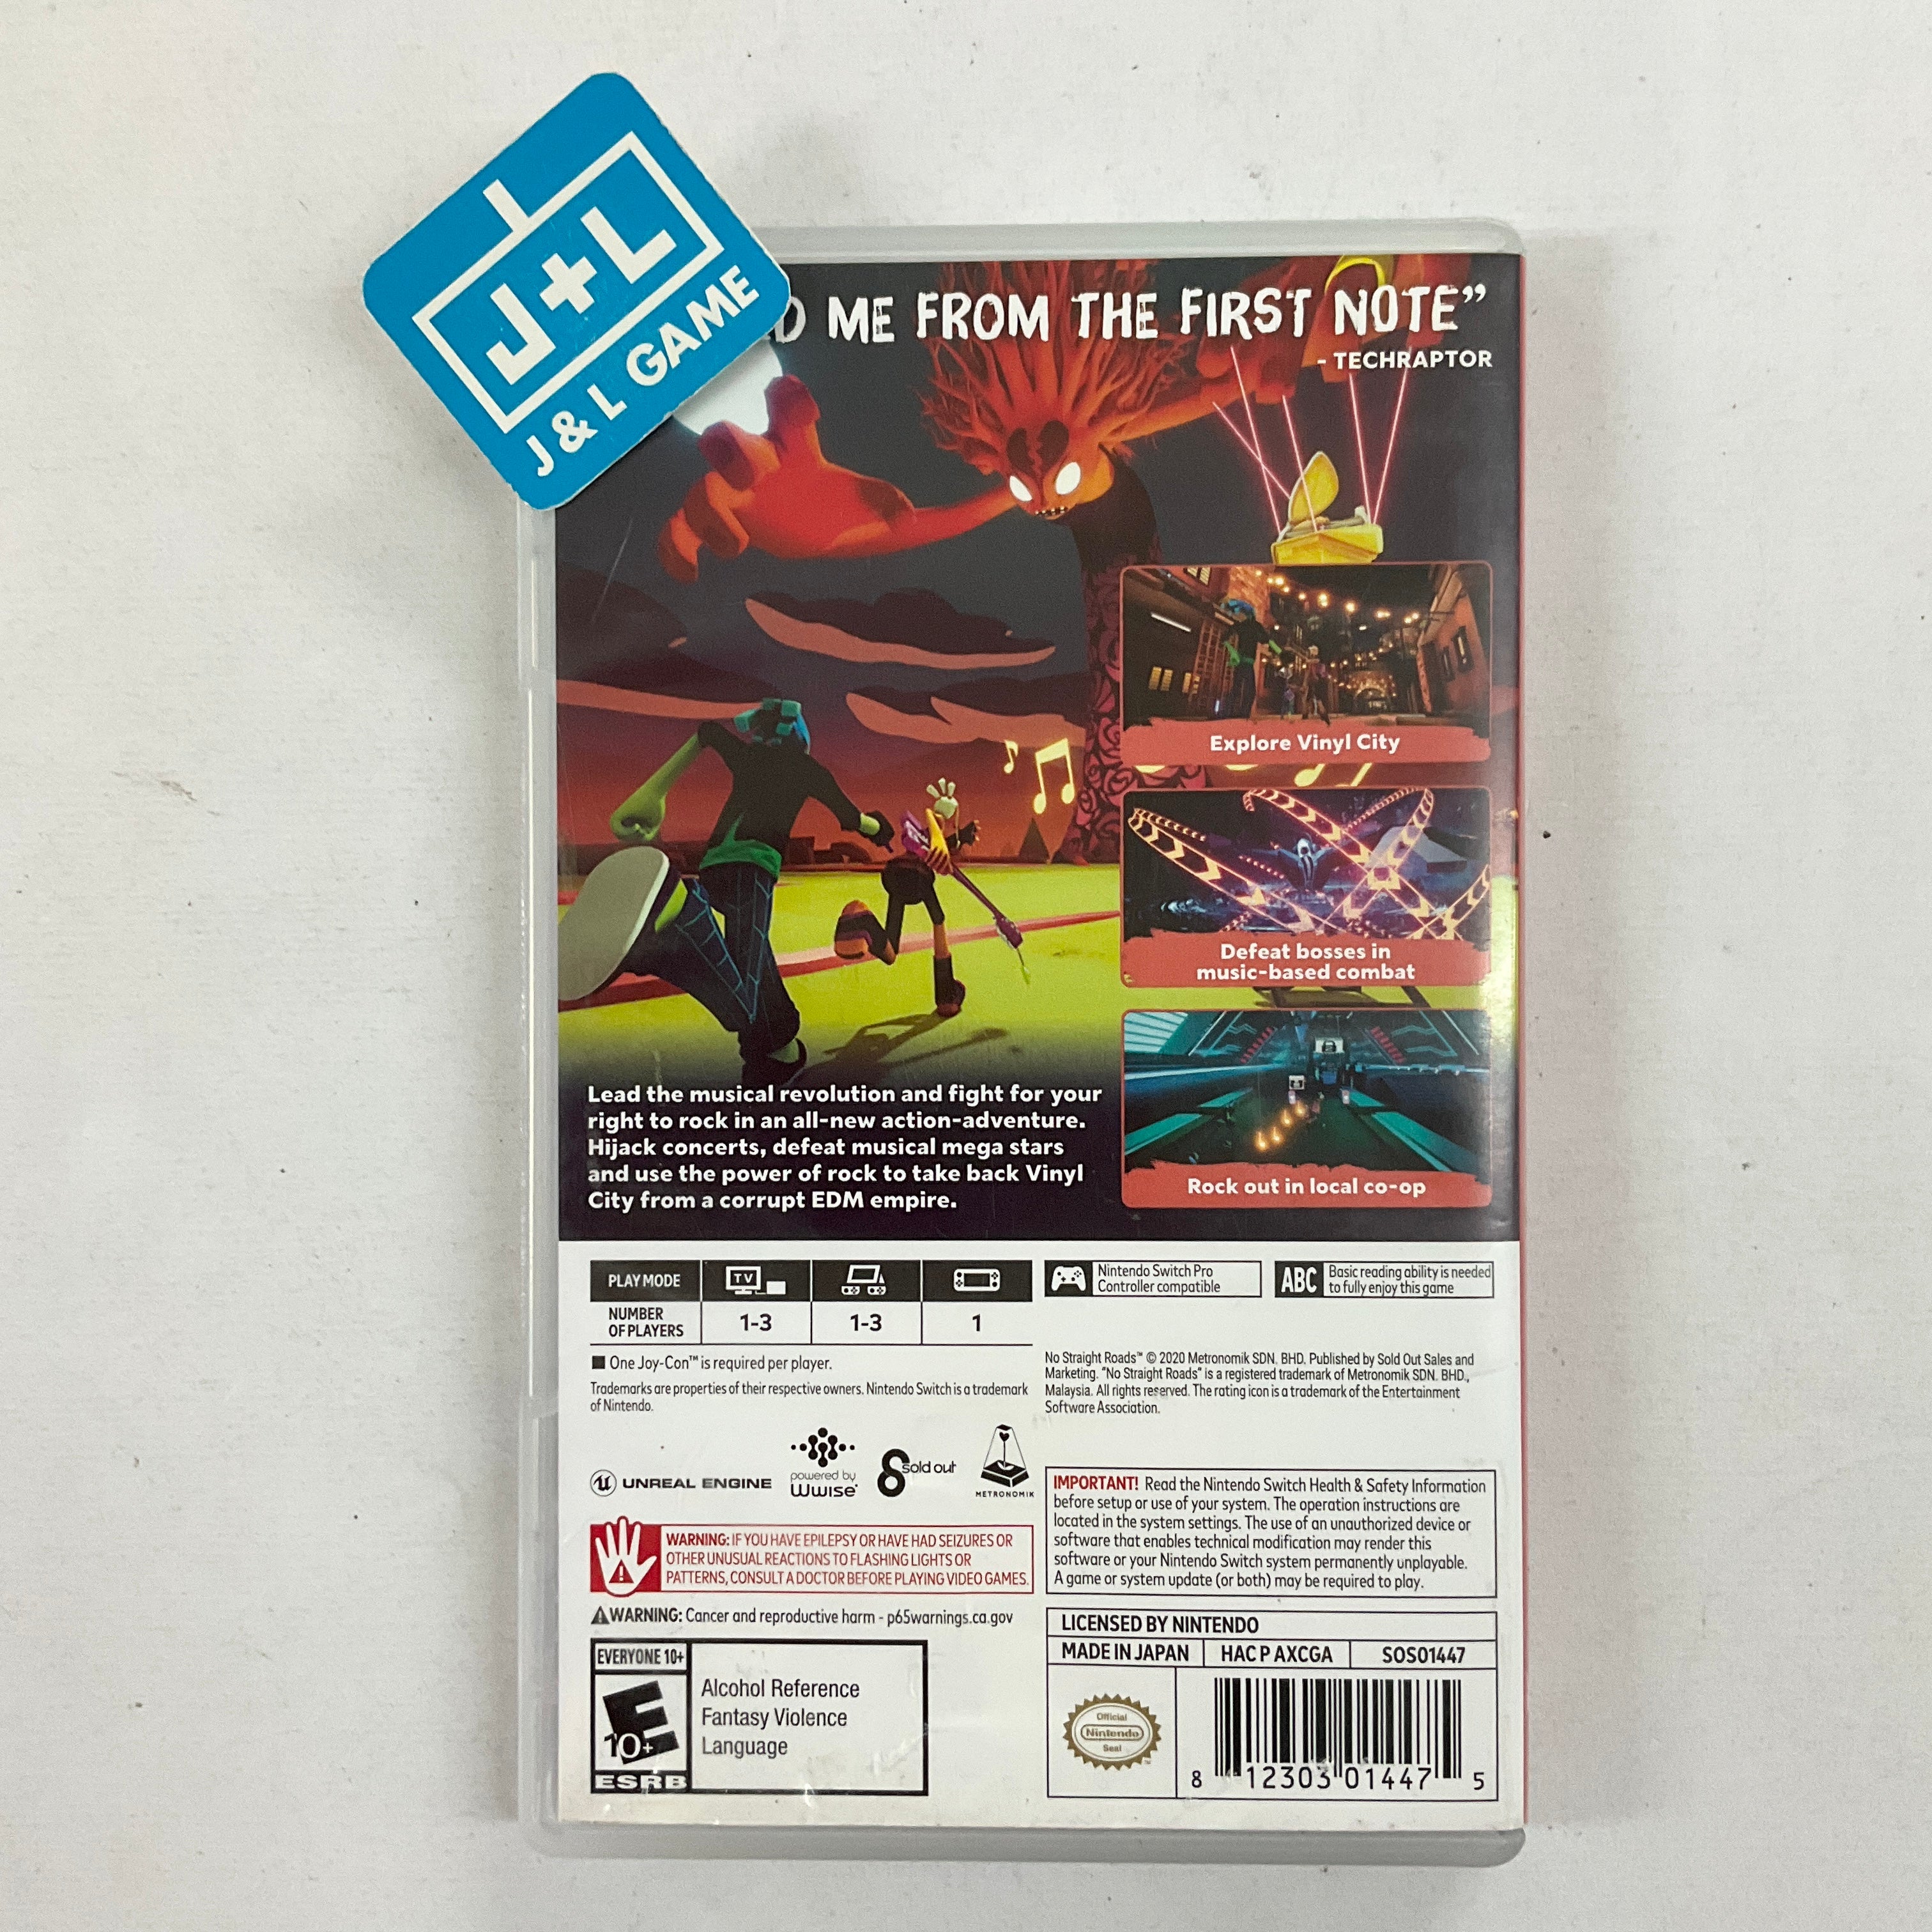 J+L
J & L GAME
ME FROM THE FIRST NOTE”
- TECHRAPTOR
Explore Vinyl City
Defeat bosses in
music-based combat
Rock out in local co-op
Lead the musical revolution and fight for your
right to rock in an all-new action-adventure.
Hijack concerts, defeat musical mega stars
and use the power of rock to take back Vinyl
City from a corrupt EDM empire.
PLAY MODE
TV
NUMBER
OF PLAYERS
1-3
1-3
1
Nintendo Switch Pro
Controller compatible
ABC
Basic reading ability is needed
to fully enjoy this game
■ One Joy-Con™ is required per player.
Trademarks are properties of their respective owners. Nintendo Switch is a trademark
of Nintendo.
No Straight Roads™ © 2020 Metronomik SDN. BHD. Published by Sold Out Sales and
Marketing. "No Straight Roads" is a registered trademark of Metronomik SDN. BHD.,
Malaysia. All rights reserved. The rating icon is a trademark of the Entertainment
Software Association.
UNREAL ENGINE
powered by
Wwise
sold out
METRONOMIK
WARNING: IF YOU HAVE EPILEPSY OR HAVE HAD SEIZURES OR
OTHER UNUSUAL REACTIONS TO FLASHING LIGHTS OR
PATTERNS, CONSULT A DOCTOR BEFORE PLAYING VIDEO GAMES.
⚠WARNING: Cancer and reproductive harm - p65warnings.ca.gov
IMPORTANT! Read the Nintendo Switch Health & Safety Information
before setup or use of your system. The operation instructions are
located in the system settings. The use of an unauthorized device or
software that enables technical modification may render this
software or your Nintendo Switch system permanently unplayable.
A game or system update (or both) may be required to play.
EVERYONE 10+
E
10+
ESRB
Alcohol Reference
Fantasy Violence
Language
LICENSED BY NINTENDO
MADE IN JAPAN
HAC P AXCGA
SOS01447
Official
Nintendo
Seal
8 12303 01447 5